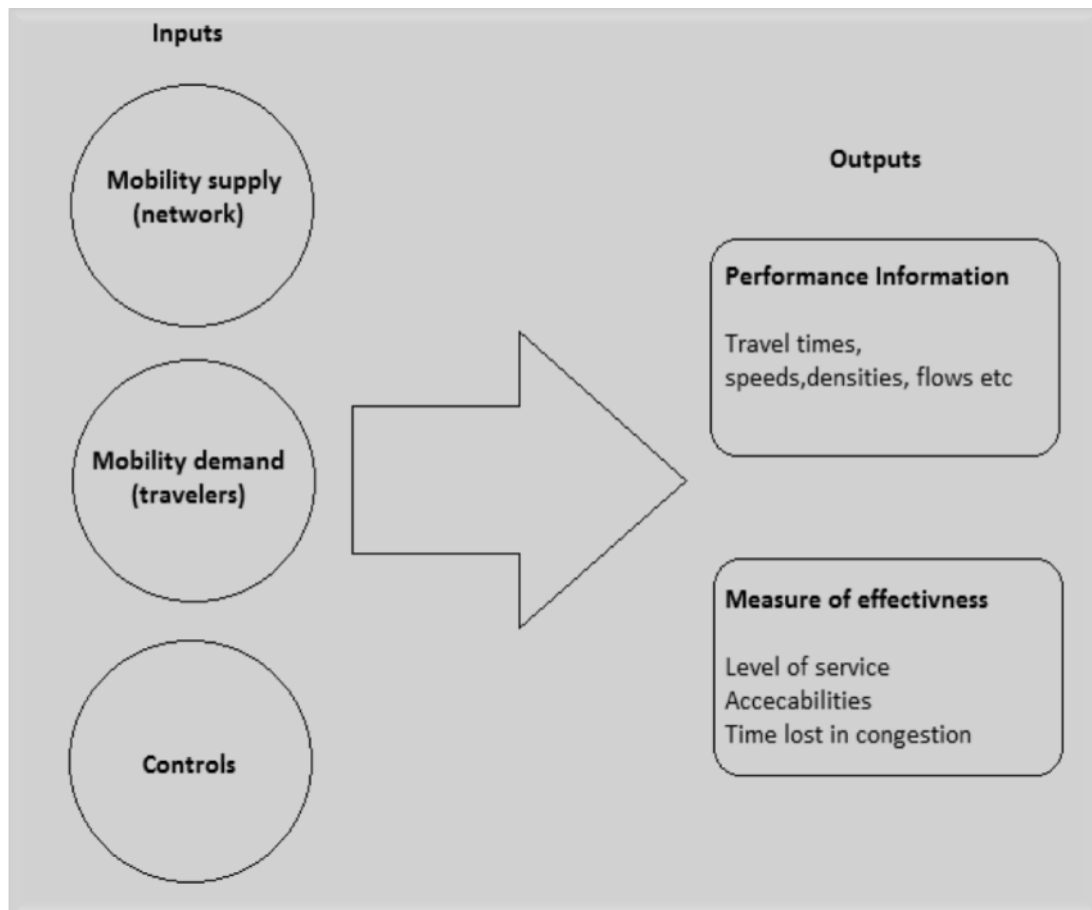 Inputs
Mobility supply
(network)
Mobility demand
(travelers)
Controls
Outputs
Performance Information
Travel times,
speeds,densities, flows etc
Measure of effectivness
Level of service
Accecabilities
Time lost in congestion